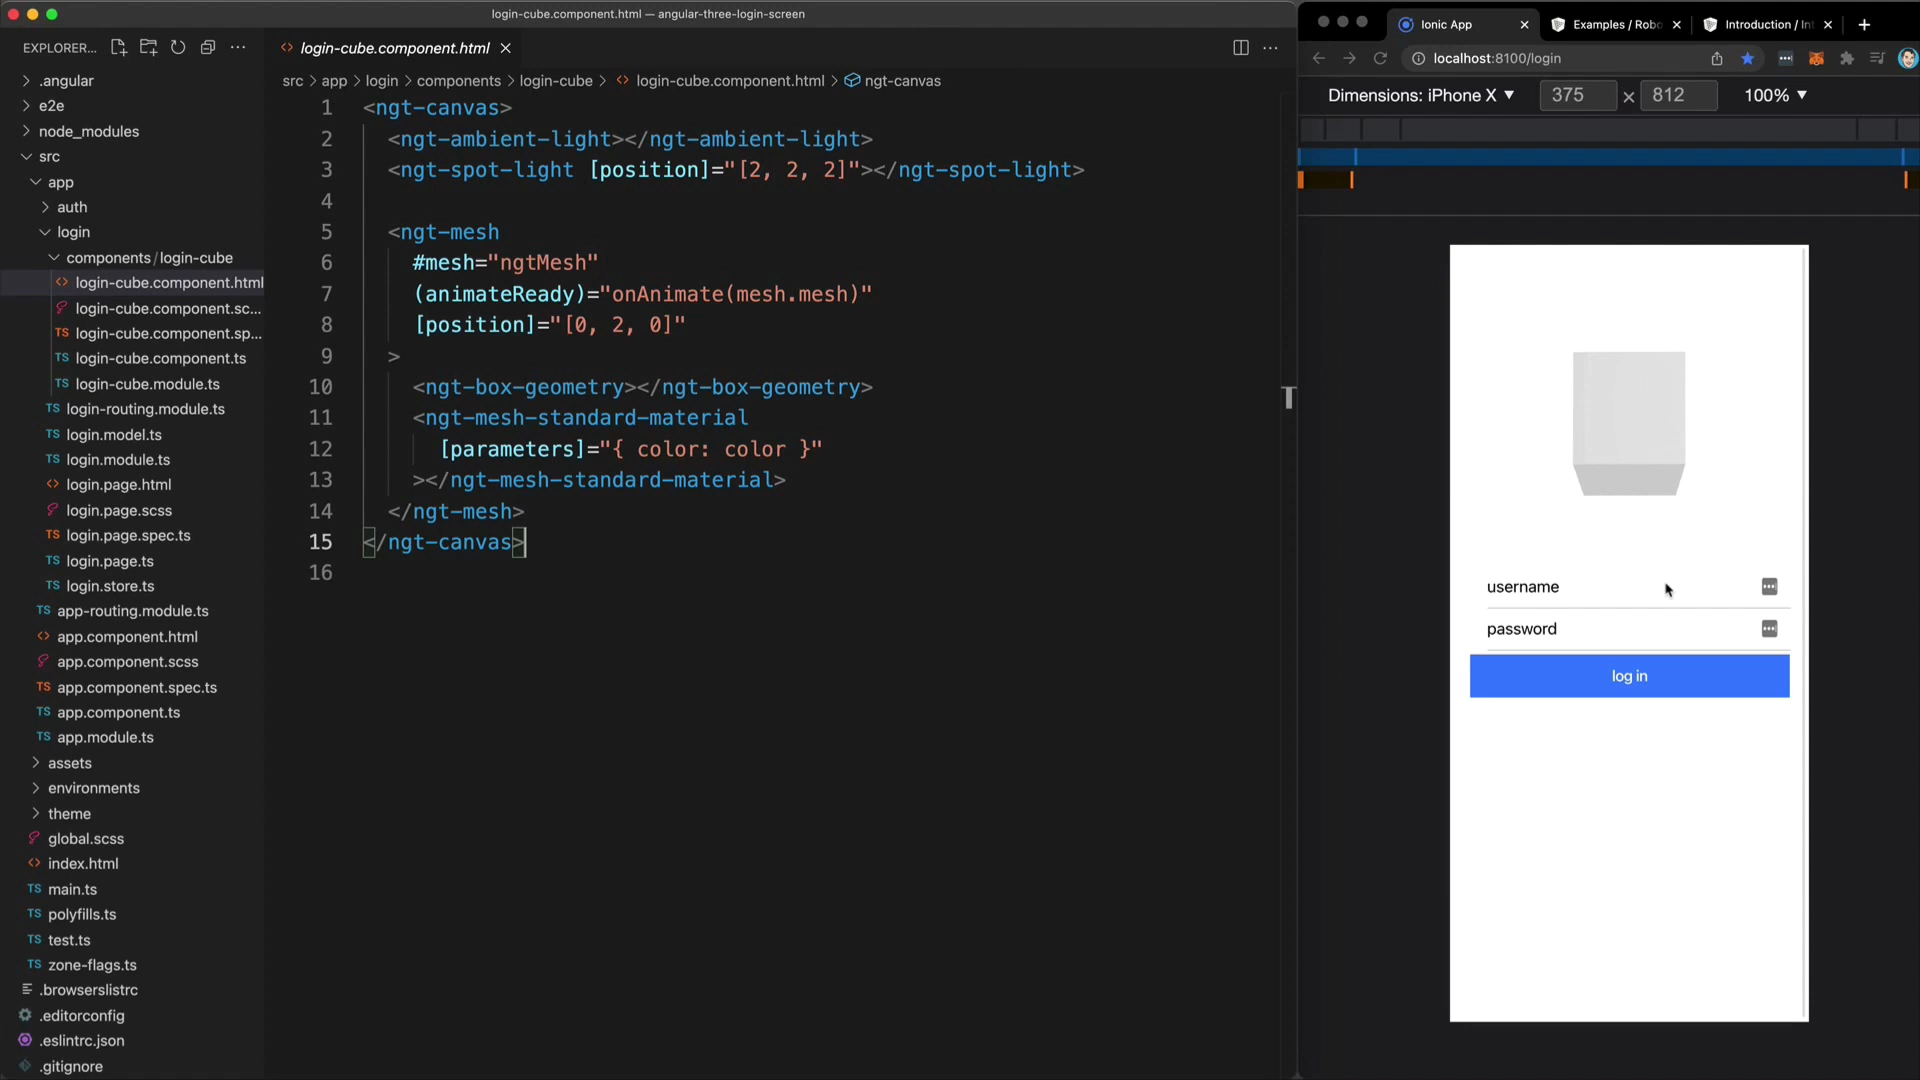 login-cube.component.html — angular-three-login-screen
EXPLORER...
.angular
e2e
node_modules
src
app
auth
login
components/login-cube
login-cube.component.html
login-cube.component.sc...
login-cube.component.sp...
login-cube.component.ts
login-cube.module.ts
login-routing.module.ts
login.model.ts
login.module.ts
login.page.html
login.page.scss
login.page.spec.ts
login.page.ts
login.store.ts
app-routing.module.ts
app.component.html
app.component.scss
app.component.spec.ts
app.component.ts
app.module.ts
assets
environments
theme
global.scss
index.html
main.ts
polyfills.ts
test.ts
zone-flags.ts
.browserslistrc
.editorconfig
.eslintrc.json
.gitignore
login-cube.component.html
src > app > login > components > login-cube > login-cube.component.html > ngt-canvas
1 <ngt-canvas>
2 <ngt-ambient-light></ngt-ambient-light>
3 <ngt-spot-light [position]="[2, 2, 2]"></ngt-spot-light>
4
5 <ngt-mesh
6 #mesh="ngtMesh"
7 (animateReady)="onAnimate(mesh.mesh)"
8 [position]="[0, 2, 0]"
9 >
10 <ngt-box-geometry></ngt-box-geometry>
11 <ngt-mesh-standard-material
12 [parameters]="{ color: color }"
13 ></ngt-mesh-standard-material>
14 </ngt-mesh>
15 </ngt-canvas>
16
Ionic App
Examples / Robo
Introduction / Int
localhost:8100/login
Dimensions: iPhone X ▼ 375 × 812 100% ▼
username
password
log in